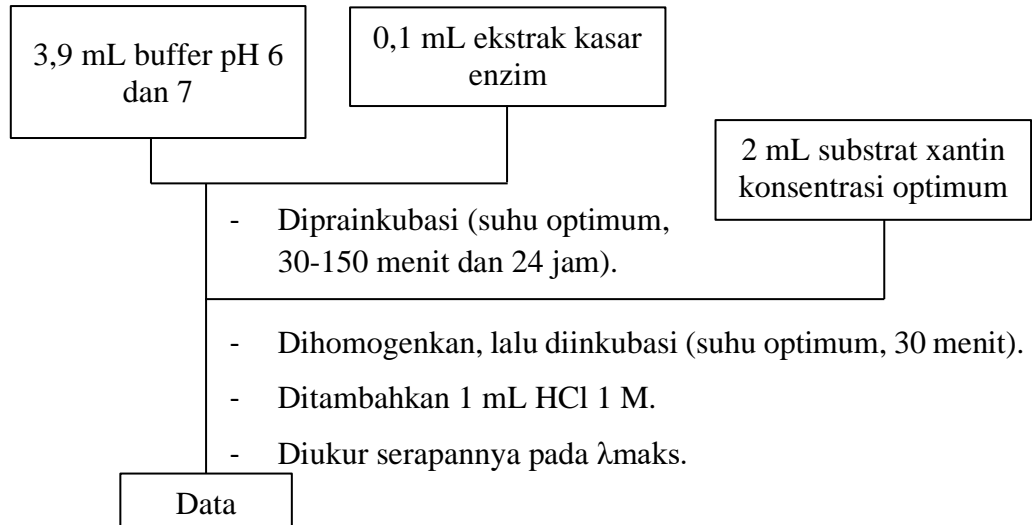 3,9 mL buffer pH 6
dan 7
0,1 mL ekstrak kasar
enzim
2 mL substrat xantin
konsentrasi optimum
- Diprainkubasi (suhu optimum,
30-150 menit dan 24 jam).
- Dihomogenkan, lalu diinkubasi (suhu optimum, 30 menit).
- Ditambahkan 1 mL HCl 1 M.
- Diukur serapannya pada λmaks.
Data